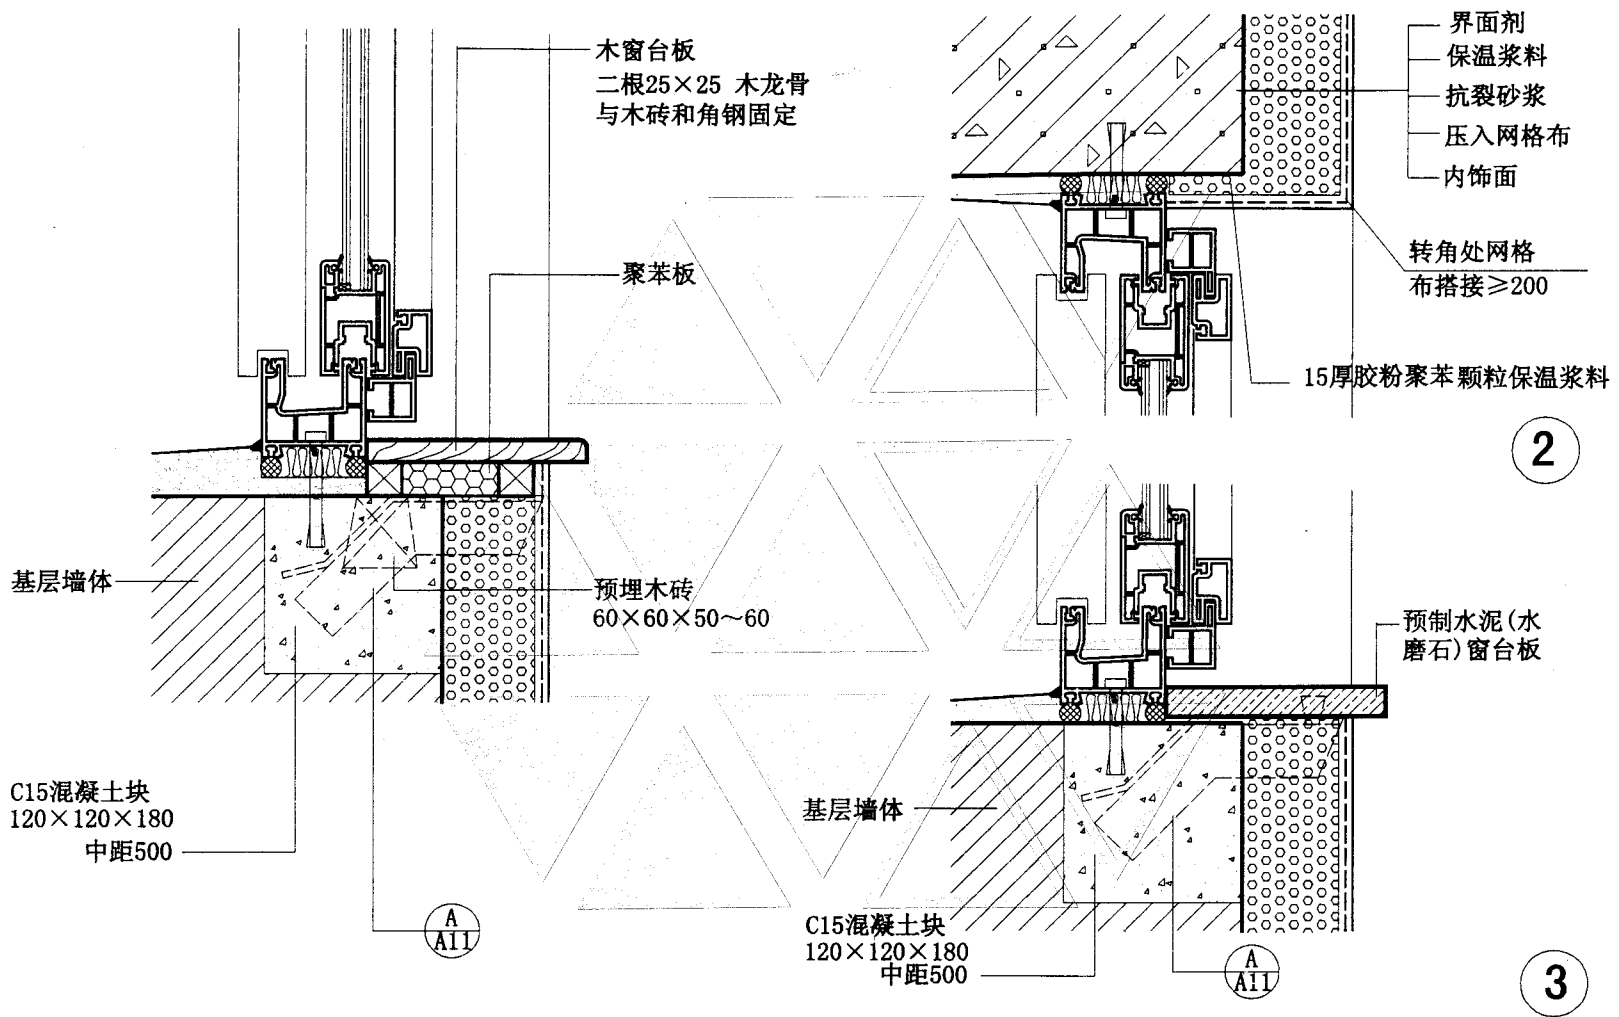 木窗台板
二根25×25 木龙骨
与木砖和角钢固定
聚苯板
基层墙体
预埋木砖
60×60×50～60
C15混凝土块
120×120×180
中距500
A
A11
界面剂
保温浆料
抗裂砂浆
压入网格布
内饰面
转角处网格
布搭接≥200
15厚胶粉聚苯颗粒保温浆料
2
预制水泥(水
磨石)窗台板
基层墙体
C15混凝土块
120×120×180
中距500
A
A11
3